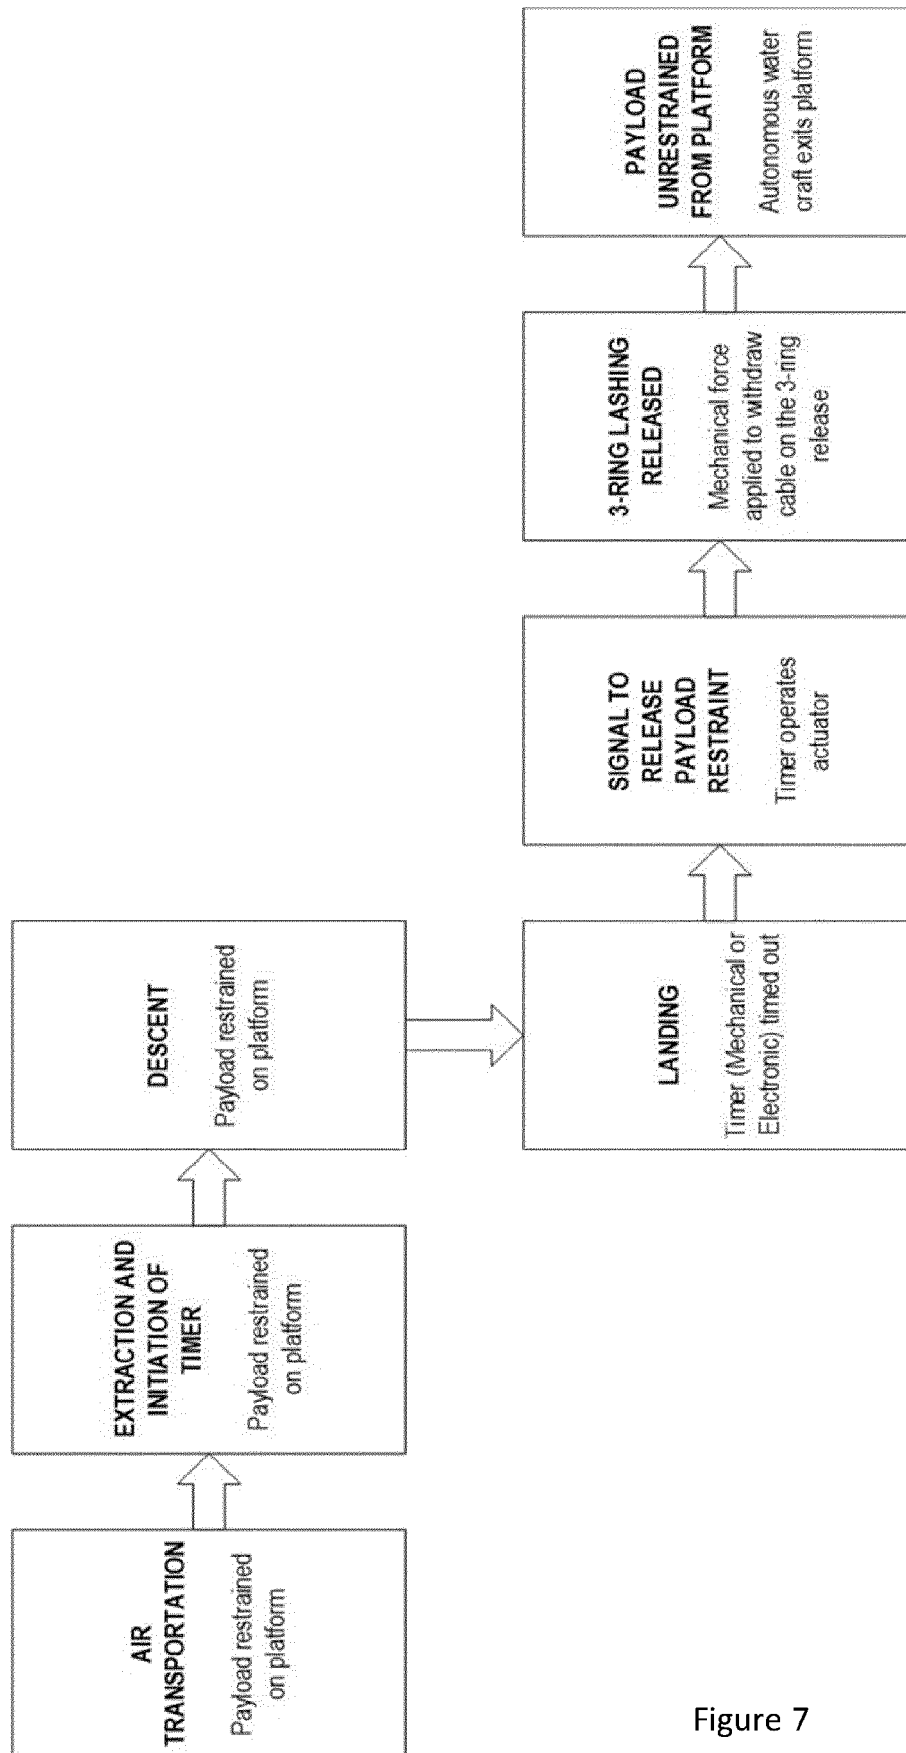 AIR
TRANSPORTATION
Payload restrained
on platform
EXTRACTION AND
INITIATION OF
TIMER
Payload restrained
on platform
DESCENT
Payload restrained
on platform
LANDING
Timer (Mechanical or
Electronic) timed out
SIGNAL TO
RELEASE
PAYLOAD
RESTRAINT
Timer operates
actuator
3-RING LASHING
RELEASED
Mechanical force
applied to withdraw
cable on the 3-ring
release
PAYLOAD
UNRESTRAINED
FROM PLATFORM
Autonomous water
craft exits platform
Figure 7